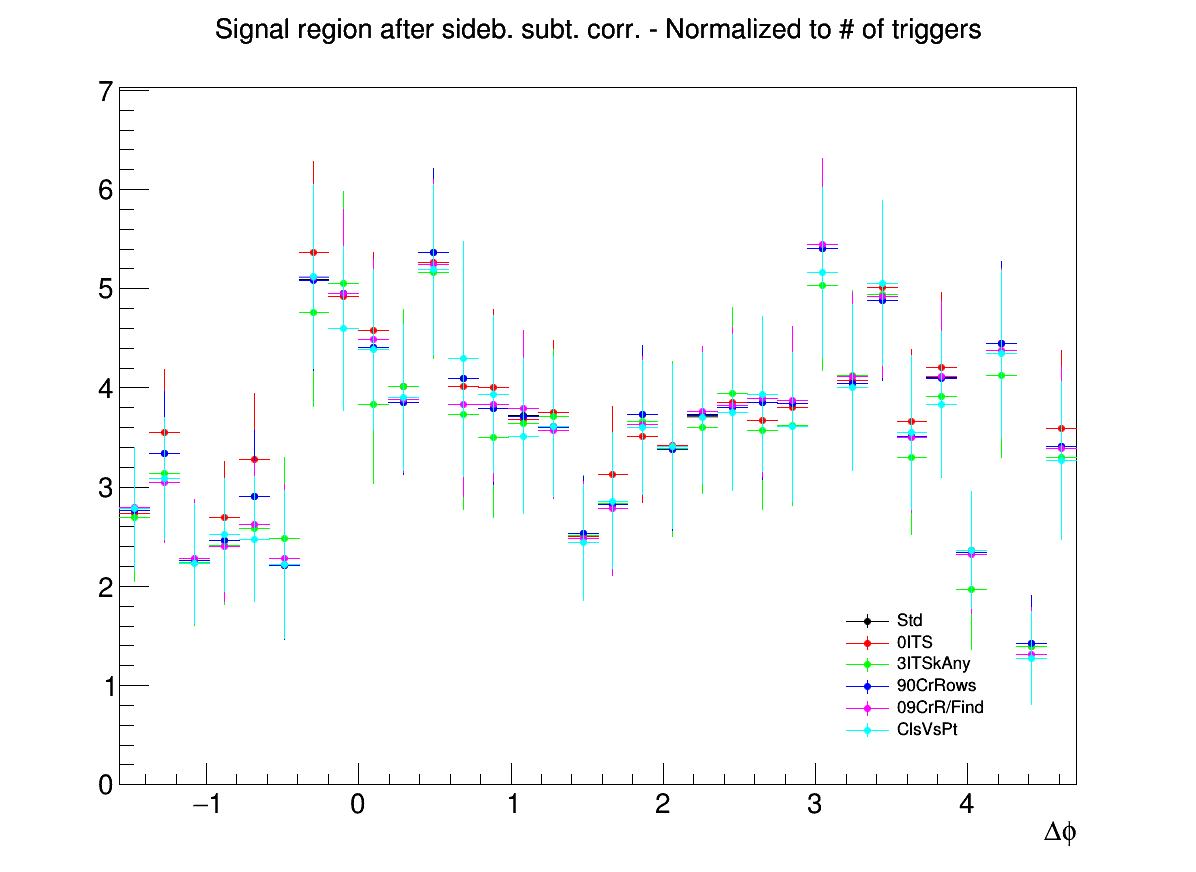 Signal region after sideb. subt. corr. - Normalized to # of triggers
7
6
5
4
3
2
1
0
Std
0ITS
3ITSkAny
90CrRows
09CrR/Find
ClsVsPt
−1 0 1 2 3 4
Δϕ